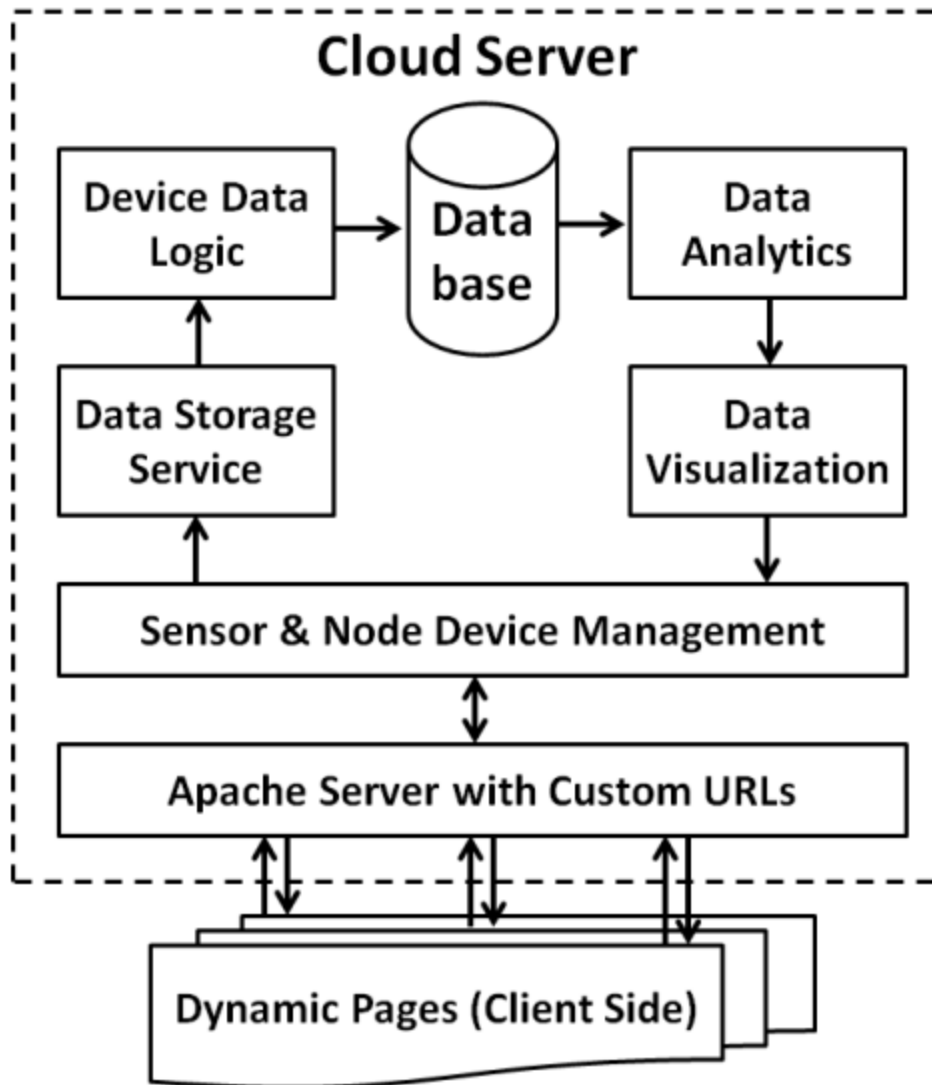 Cloud Server
Device Data
Logic
Data
base
Data
Analytics
Data Storage
Service
Data
Visualization
Sensor & Node Device Management
Apache Server with Custom URLs
Dynamic Pages (Client Side)